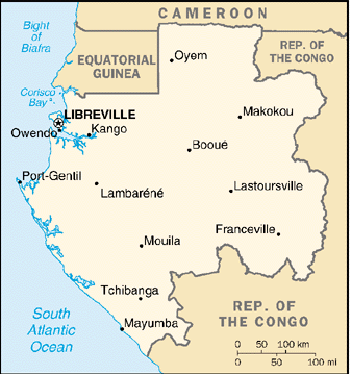 CAMEROON
Bight of
Biafra
EQUATORIAL
GUINEA
Oyem
REP. OF
THE CONGO
Corisco
Bay
LIBREVILLE
Owendo
Kango
Makokou
Booué
Port-Gentil
Lambaréné
Lastoursville
Mouila
Franceville
Tchibanga
South
Atlantic
Ocean
Mayumba
REP. OF
THE CONGO
0 50 100 km
0 50 100 mi